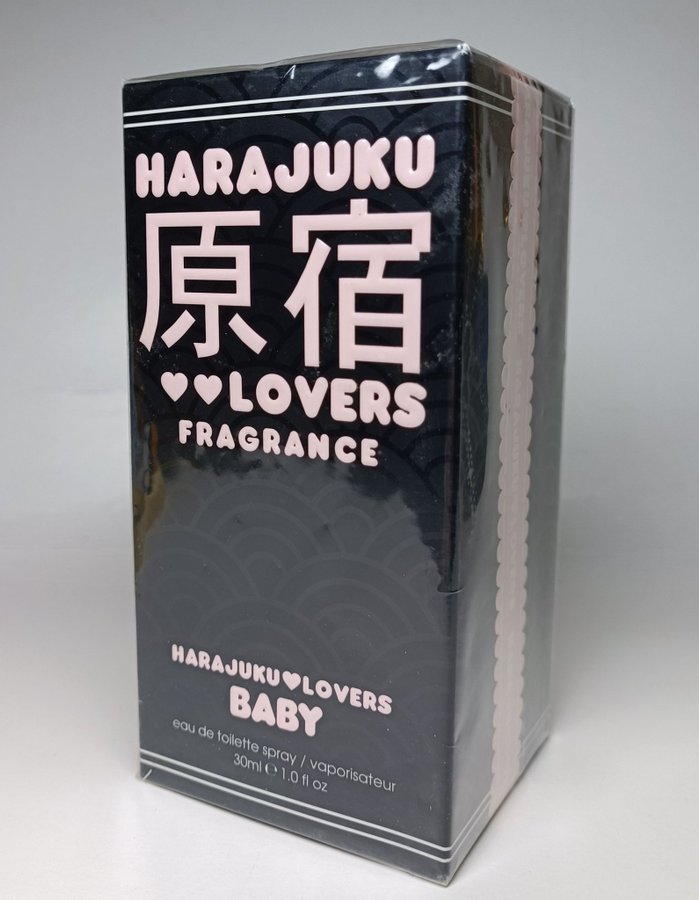 HARAJUKU
原宿
♥♥LOVERS
FRAGRANCE
HARAJUKU♥LOVERS
BABY
eau de toilette spray / vaporisateur
30ml ℮ 1.0 fl oz